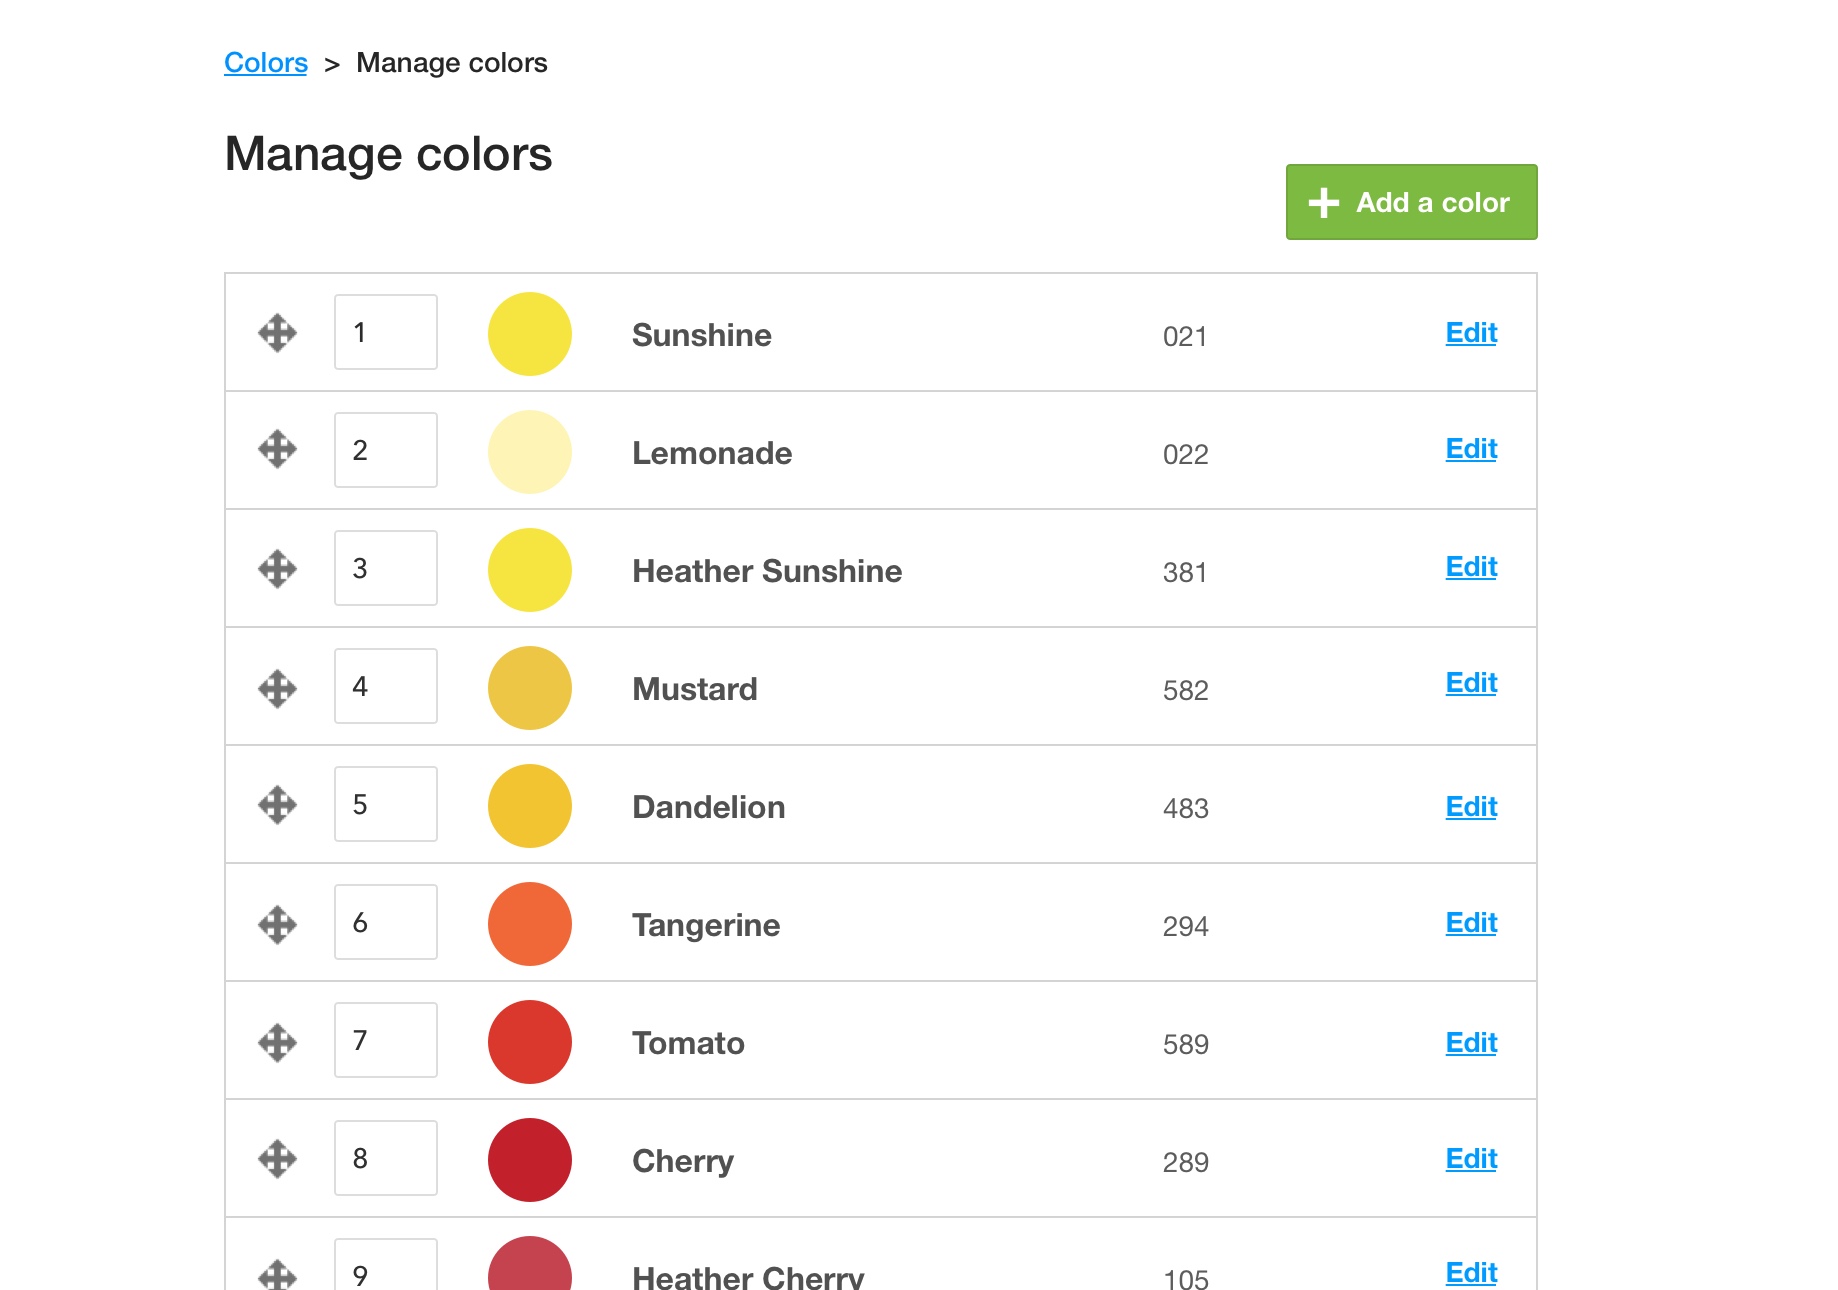 Colors > Manage colors
Manage colors
+ Add a color
1 Sunshine 021 Edit
2 Lemonade 022 Edit
3 Heather Sunshine 381 Edit
4 Mustard 582 Edit
5 Dandelion 483 Edit
6 Tangerine 294 Edit
7 Tomato 589 Edit
8 Cherry 289 Edit
9 Heather Cherry 105 Edit